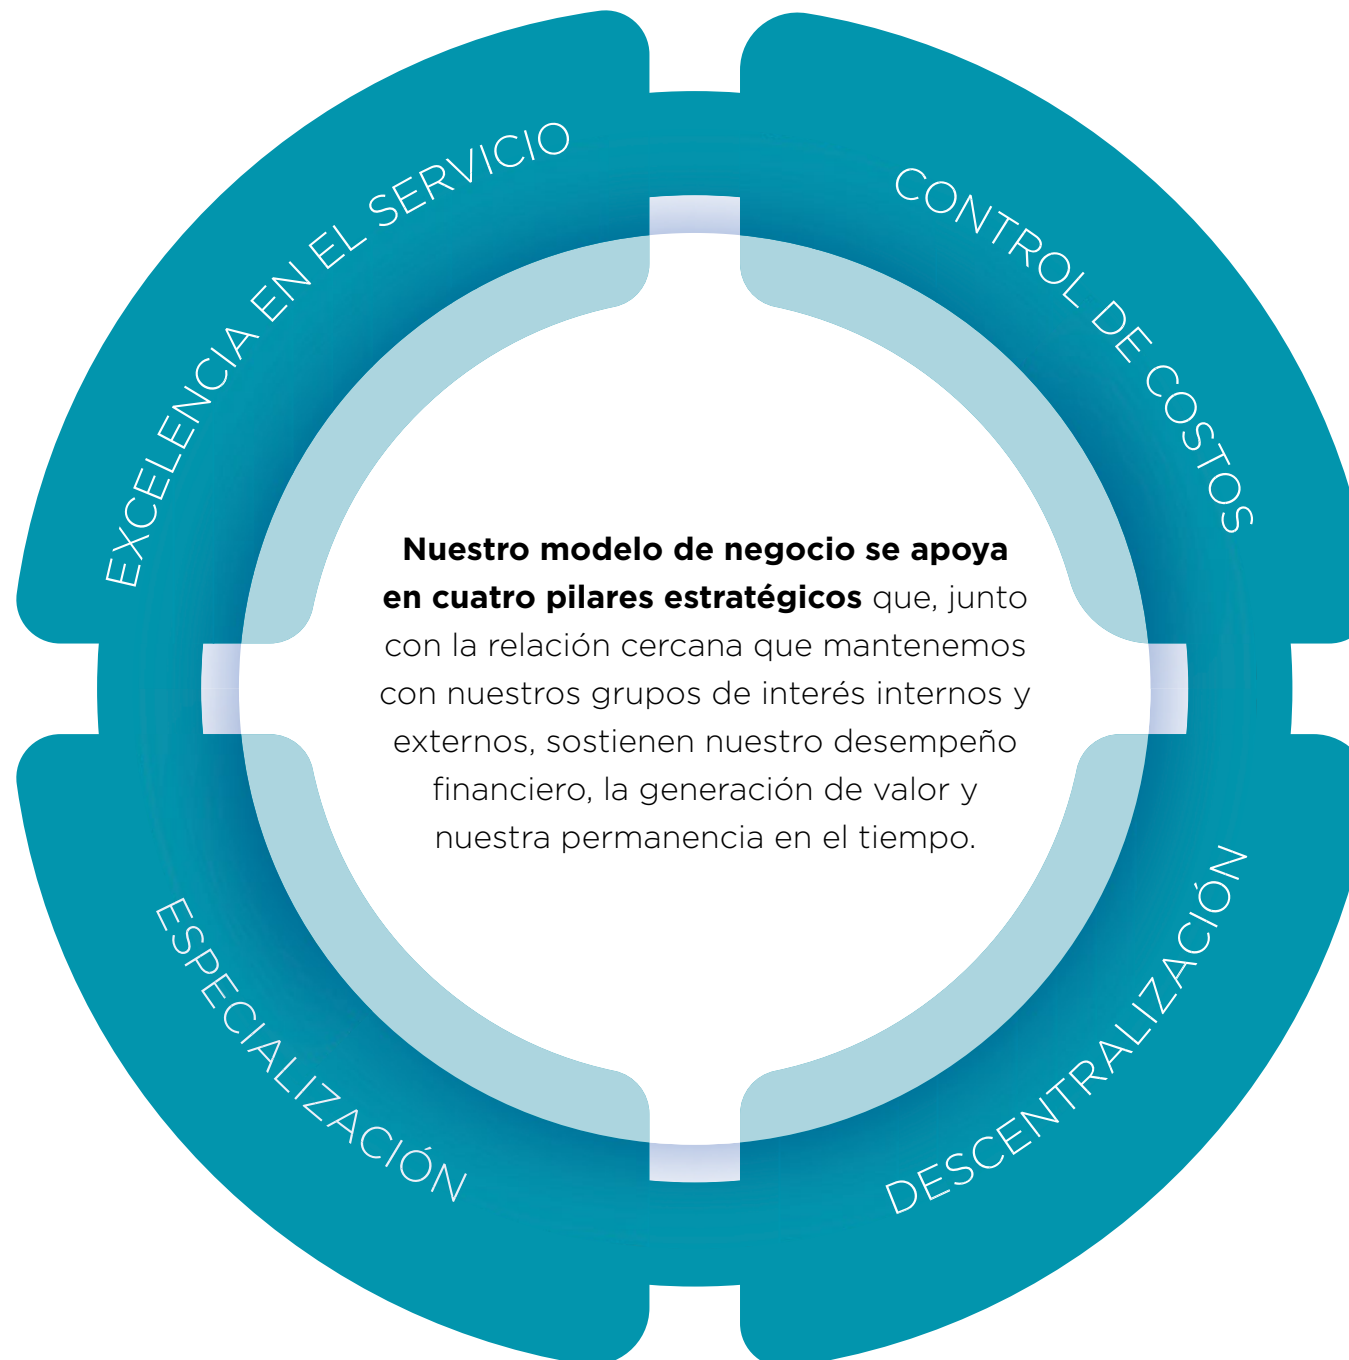 EXCELENCIA EN EL SERVICIO
CONTROL DE COSTOS
Nuestro modelo de negocio se apoya
en cuatro pilares estratégicos que, junto
con la relación cercana que mantenemos
con nuestros grupos de interés internos y
externos, sostienen nuestro desempeño
financiero, la generación de valor y
nuestra permanencia en el tiempo.
ESPECIALIZACIÓN
DESCENTRALIZACIÓN